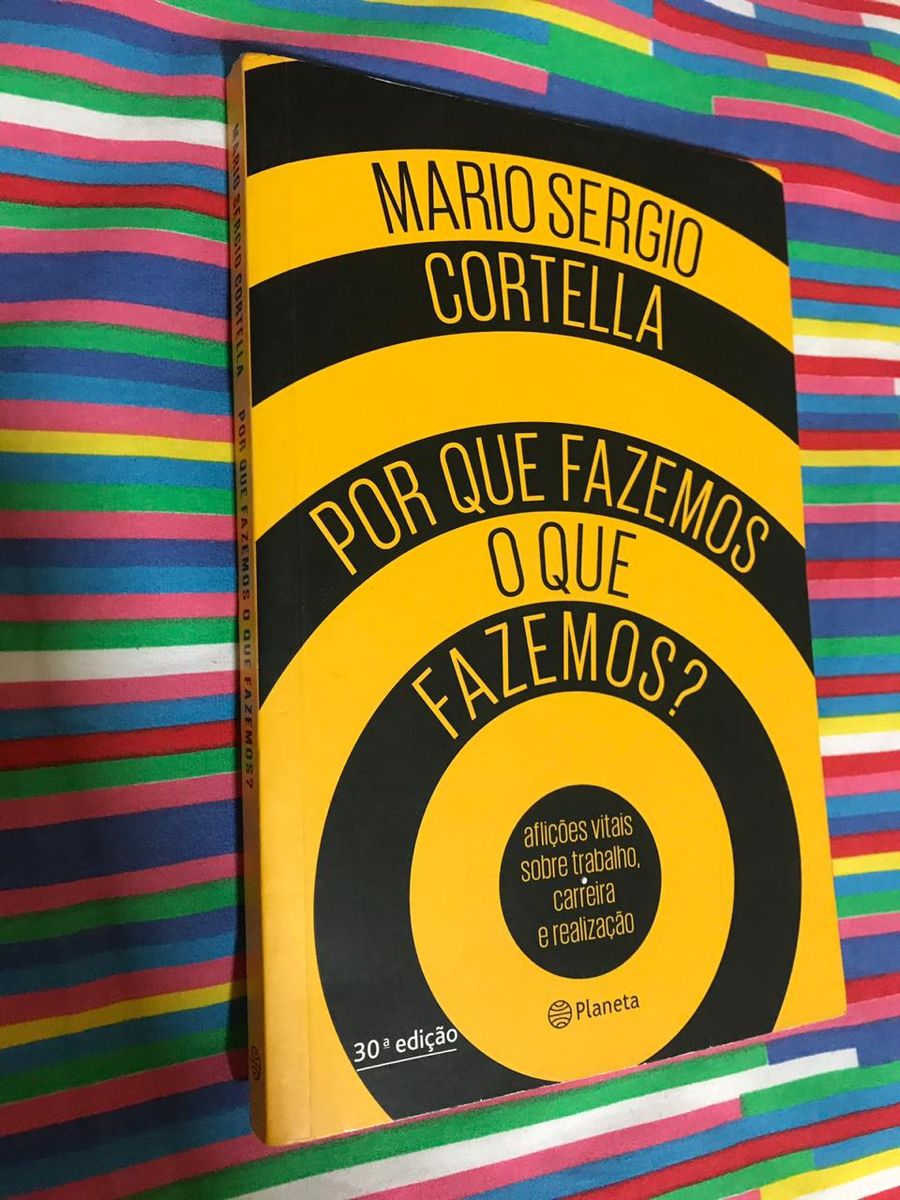 MARIO SERGIO
CORTELLA
POR QUE FAZEMOS
O QUE
FAZEMOS?
aflições vitais
sobre trabalho,
carreira
e realização
Planeta
30ª edição
MARIO SERGIO CORTELLA POR QUE FAZEMOS O QUE FAZEMOS?